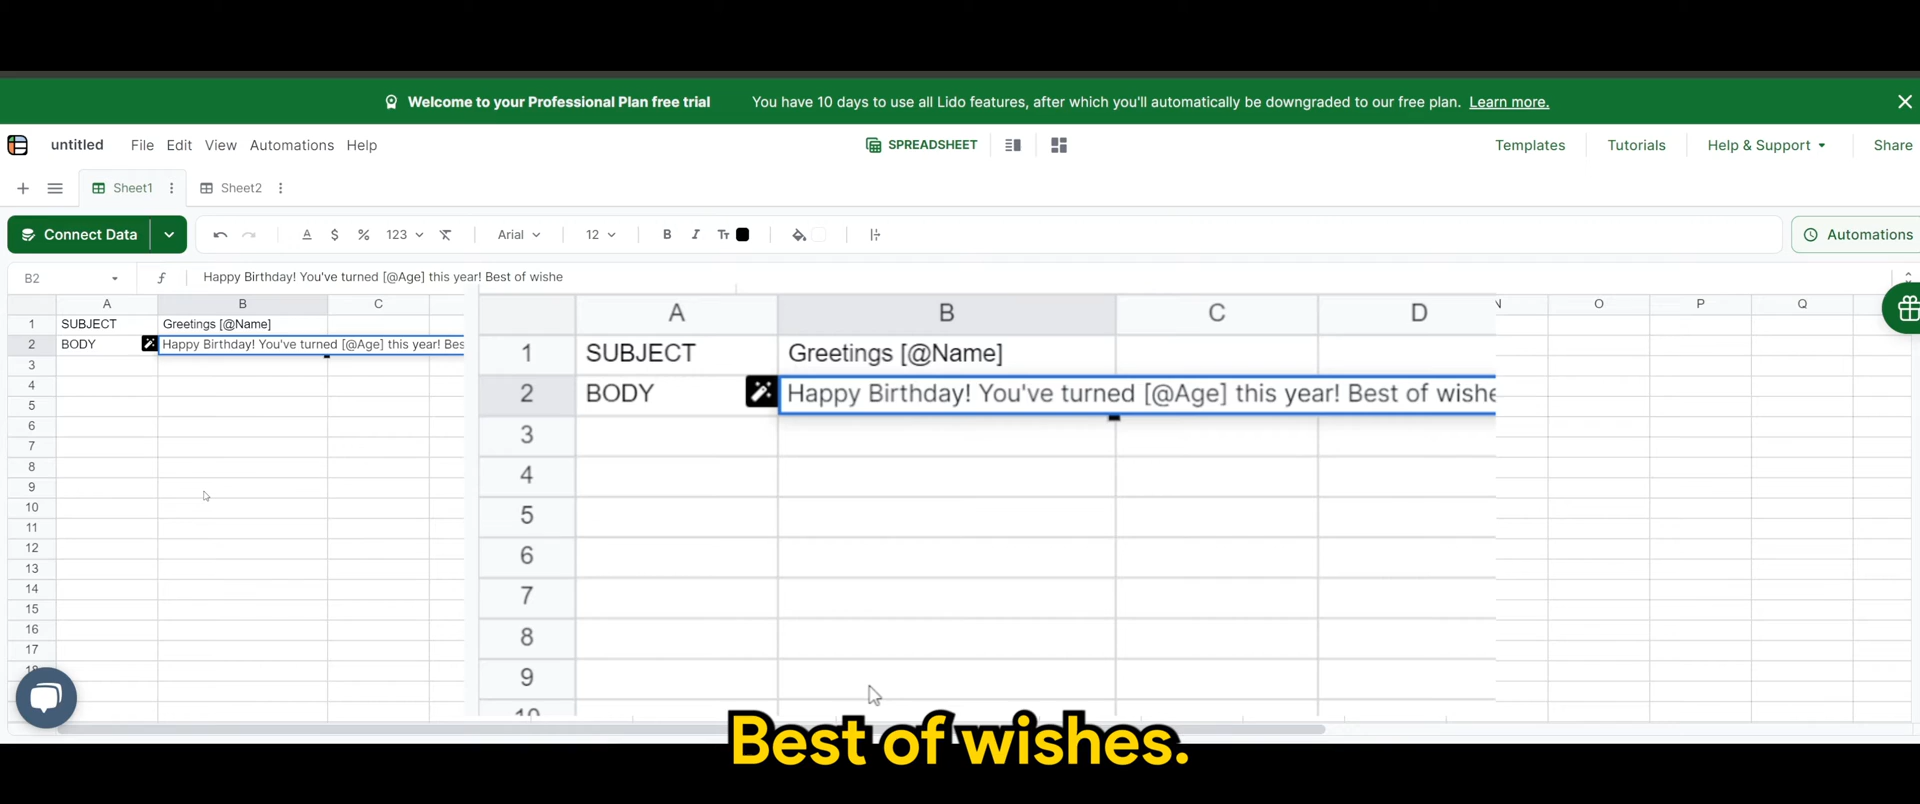 Welcome to your Professional Plan free trial You have 10 days to use all Lido features, after which you'll automatically be downgraded to our free plan. Learn more.
untitled File Edit View Automations Help SPREADSHEET Templates Tutorials Help & Support Share
Sheet1 Sheet2
Connect Data $ % 123 Arial 12 B I Tr Automations
B2 f Happy Birthday! You've turned [@Age] this year! Best of wishe
A B C N O P Q
1 SUBJECT Greetings [@Name]
2 BODY Happy Birthday! You've turned [@Age] this year! Bes
3
4
5
6
7
8
9
10
11
12
13
14
15
16
17
18
A B C D
1 SUBJECT Greetings [@Name]
2 BODY Happy Birthday! You've turned [@Age] this year! Best of wishe
3
4
5
6
7
8
9
10
Best of wishes.